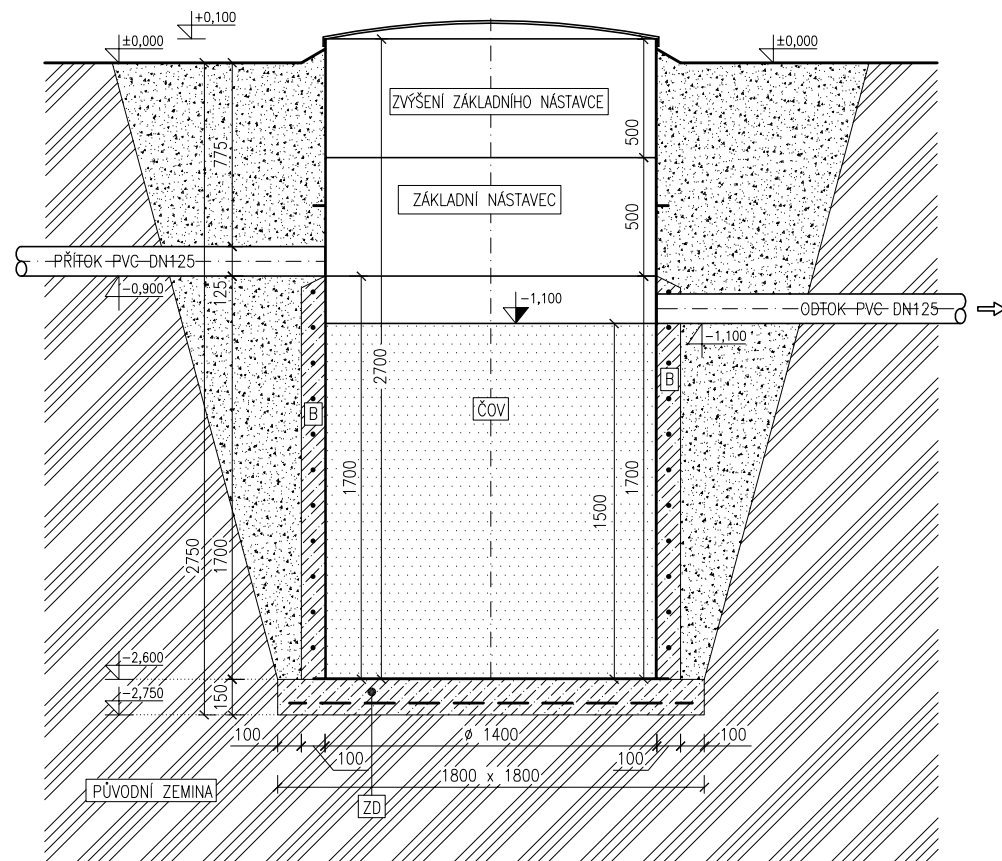 +0,100
±0,000
±0,000
ZVÝŠENÍ ZÁKLADNÍHO NÁSTAVCE
500
775
ZÁKLADNÍ NÁSTAVEC
500
PŘÍTOK PVC DN125
-0,900
125
-1,100
ODTOK PVC DN125
-1,100
2700
B
ČOV
B
1700
1500
1700
2750
1700
-2,600
-2,750
150
100
ø 1400
100
100
100
1800 x 1800
PŮVODNÍ ZEMINA
ZD